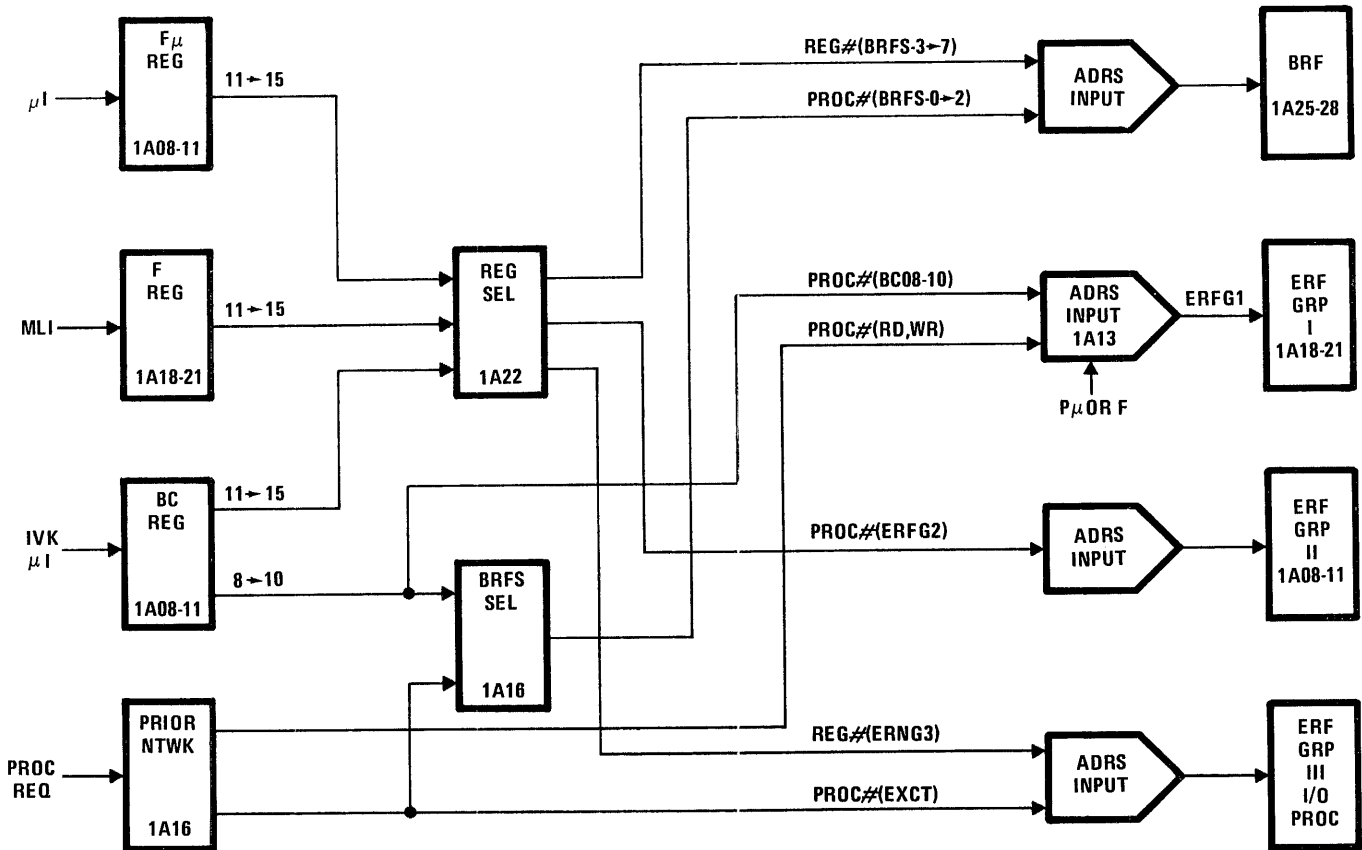 Fμ
REG
1A08-11
μI
11→15
F
REG
1A18-21
MLI
11→15
BC
REG
1A08-11
IVK
μI
11→15
8→10
PRIOR
NTWK
1A16
PROC
REQ
REG
SEL
1A22
BRFS
SEL
1A16
REG#(BRFS-3→7)
PROC#(BRFS-0→2)
ADRS
INPUT
BRF
1A25-28
PROC#(BC08-10)
PROC#(RD,WR)
ADRS
INPUT
1A13
PμOR F
ERFG1
ERF
GRP
I
1A18-21
PROC#(ERFG2)
ADRS
INPUT
ERF
GRP
II
1A08-11
REG#(ERNG3)
PROC#(EXCT)
ADRS
INPUT
ERF
GRP
III
I/O
PROC